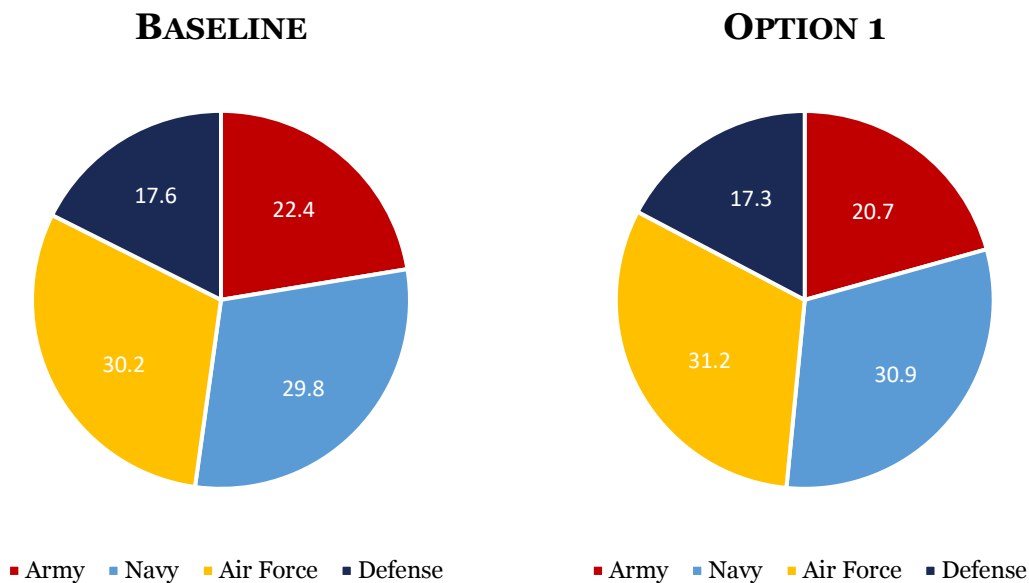 BASELINE
17.6
22.4
30.2
29.8
Army Navy Air Force Defense
OPTION 1
17.3
20.7
31.2
30.9
Army Navy Air Force Defense